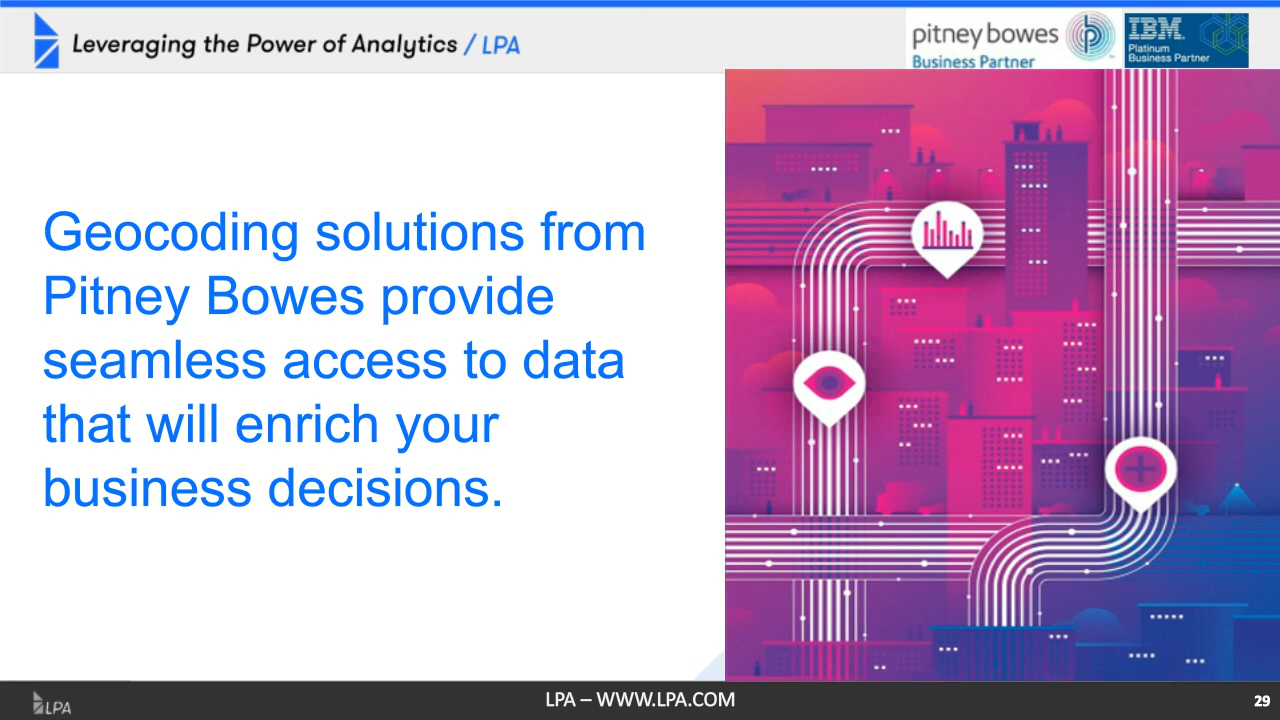 Leveraging the Power of Analytics / LPA
pitney bowes
Business Partner
IBM
Platinum
Business Partner
Geocoding solutions from
Pitney Bowes provide
seamless access to data
that will enrich your
business decisions.
LPA
LPA – WWW.LPA.COM
29